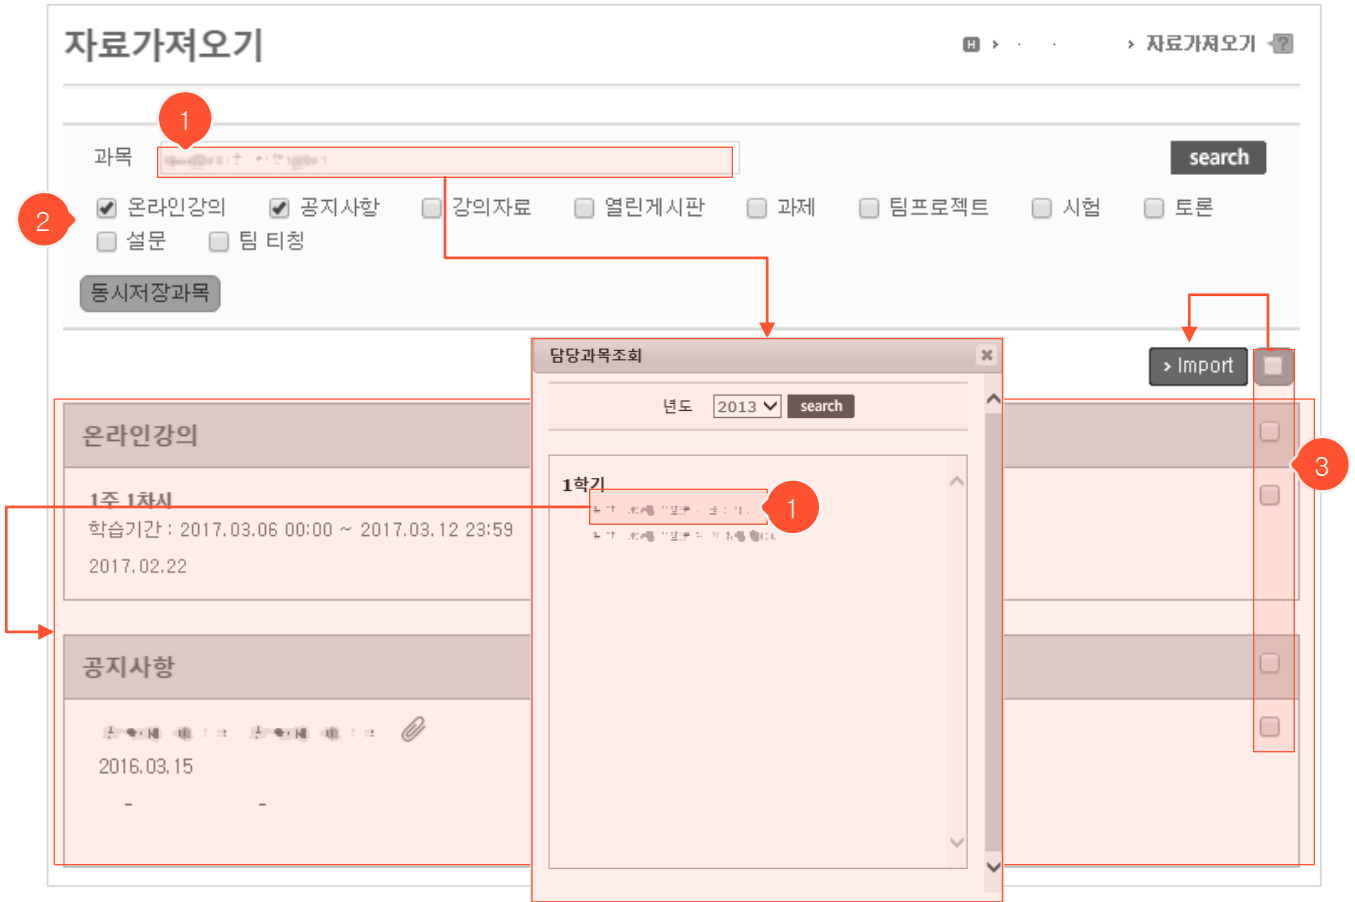 자료가져오기
H › · · › 자료가져오기 ?
1
과목
search
2
온라인강의 공지사항 강의자료 열린게시판 과제 팀프로젝트 시험 토론
설문 팀 티칭
동시저장과목
› Import
담당과목조회
년도 2013 search
온라인강의
3
1학기
1
1주 1차시
학습기간 : 2017.03.06 00:00 ~ 2017.03.12 23:59
2017.02.22
공지사항
2016.03.15
- -